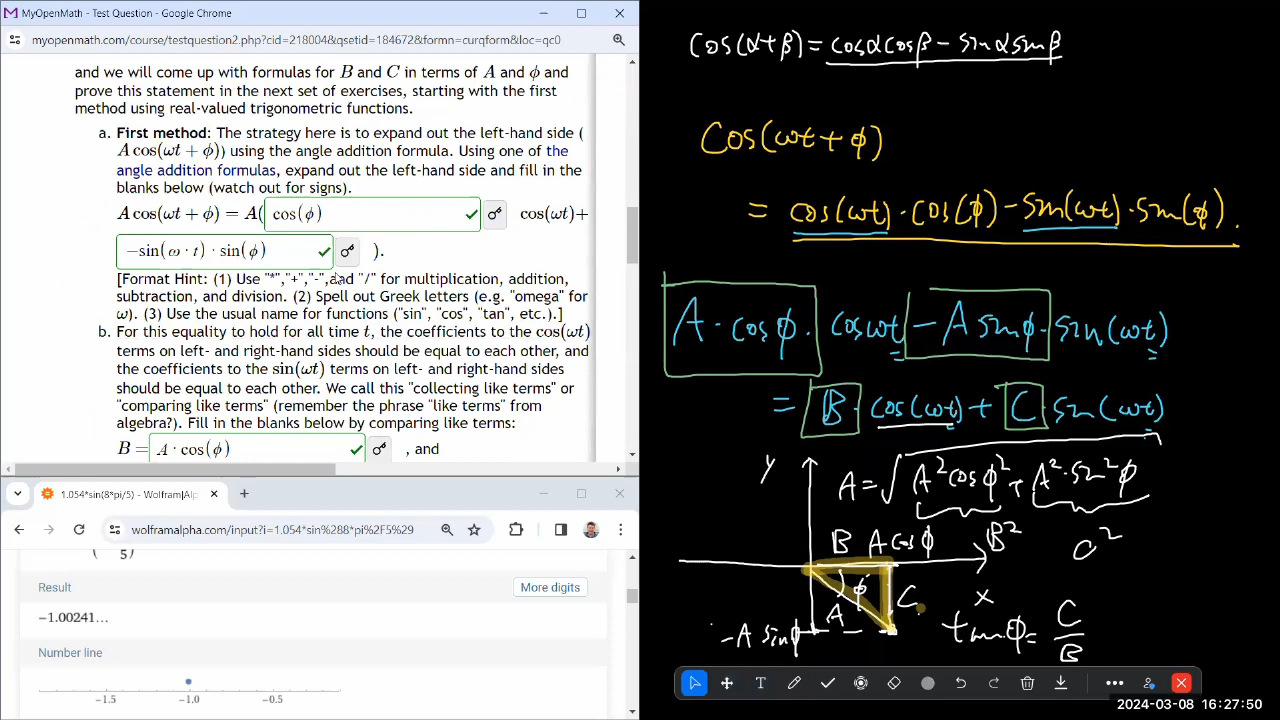 MyOpenMath - Test Question - Google Chrome
myopenmath.com/course/testquestion2.php?cid=218004&qsetid=184672&formn=curqform&loc=qc0
and we will come up with formulas for B and C in terms of A and ϕ and
prove this statement in the next set of exercises, starting with the first
method using real-valued trigonometric functions.
a. First method: The strategy here is to expand out the left-hand side (
A cos(ωt + ϕ)) using the angle addition formula. Using one of the
angle addition formulas, expand out the left-hand side and fill in the
blanks below (watch out for signs).
A cos(ωt + ϕ) = A( cos(ϕ) cos(ωt)+
−sin(ω · t) · sin(ϕ) ).
[Format Hint: (1) Use "*","+","-",and "/" for multiplication, addition,
subtraction, and division. (2) Spell out Greek letters (e.g. "omega" for
ω). (3) Use the usual name for functions ("sin", "cos", "tan", etc.).]
b. For this equality to hold for all time t, the coefficients to the cos(ωt)
terms on left- and right-hand sides should be equal to each other, and
the coefficients to the sin(ωt) terms on left- and right-hand sides
should be equal to each other. We call this "collecting like terms" or
"comparing like terms" (remember the phrase "like terms" from
algebra?). Fill in the blanks below by comparing like terms:
B = A · cos(ϕ) , and
1.054*sin(8*pi/5) - Wolfram|Alp
wolframalpha.com/input?i=1.054*sin%288*pi%2F5%29
5)
Result
More digits
−1.00241...
Number line
−1.5 −1.0 −0.5
cos(α+β) = cosαcosβ − sinαsinβ
Cos(ωt + ϕ)
= cos(ωt)·cos(ϕ) − sin(ωt)·sin(ϕ).
A·cosϕ· cosωt − A sinϕ· sin(ωt)
= B· cos(ωt) + C· sin(ωt)
y
A = √A²cosϕ² + A²·sin²ϕ
B A cosϕ B² C²
ϕ
A
C
x
−A sinϕ
tanϕ = C/B
T
2024-03-08 16:27:50